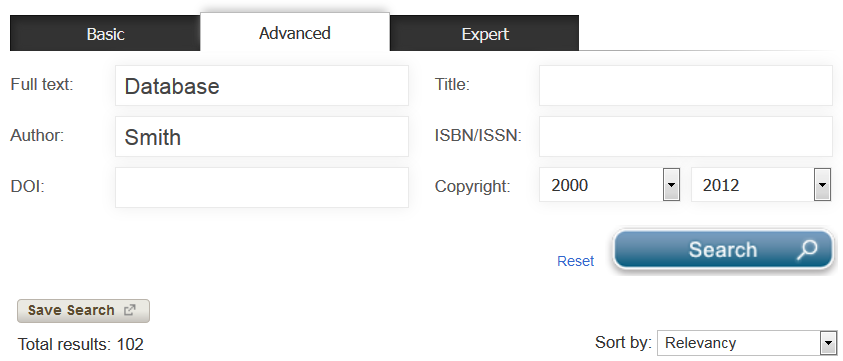 Basic Advanced Expert
Full text: Database Title:
Author: Smith ISBN/ISSN:
DOI: Copyright: 2000 2012
Reset Search
Save Search
Total results: 102 Sort by: Relevancy